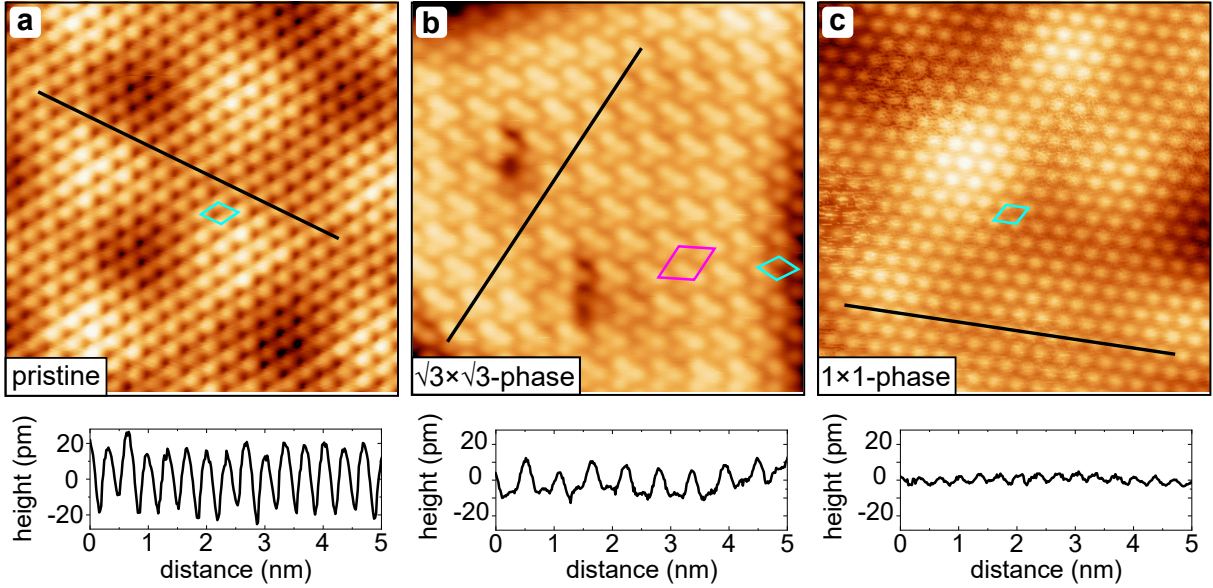 a
b
c
pristine
√3×√3-phase
1×1-phase
height (pm)
20
0
-20
0 1 2 3 4 5
distance (nm)
height (pm)
20
0
-20
0 1 2 3 4 5
distance (nm)
height (pm)
20
0
-20
0 1 2 3 4 5
distance (nm)